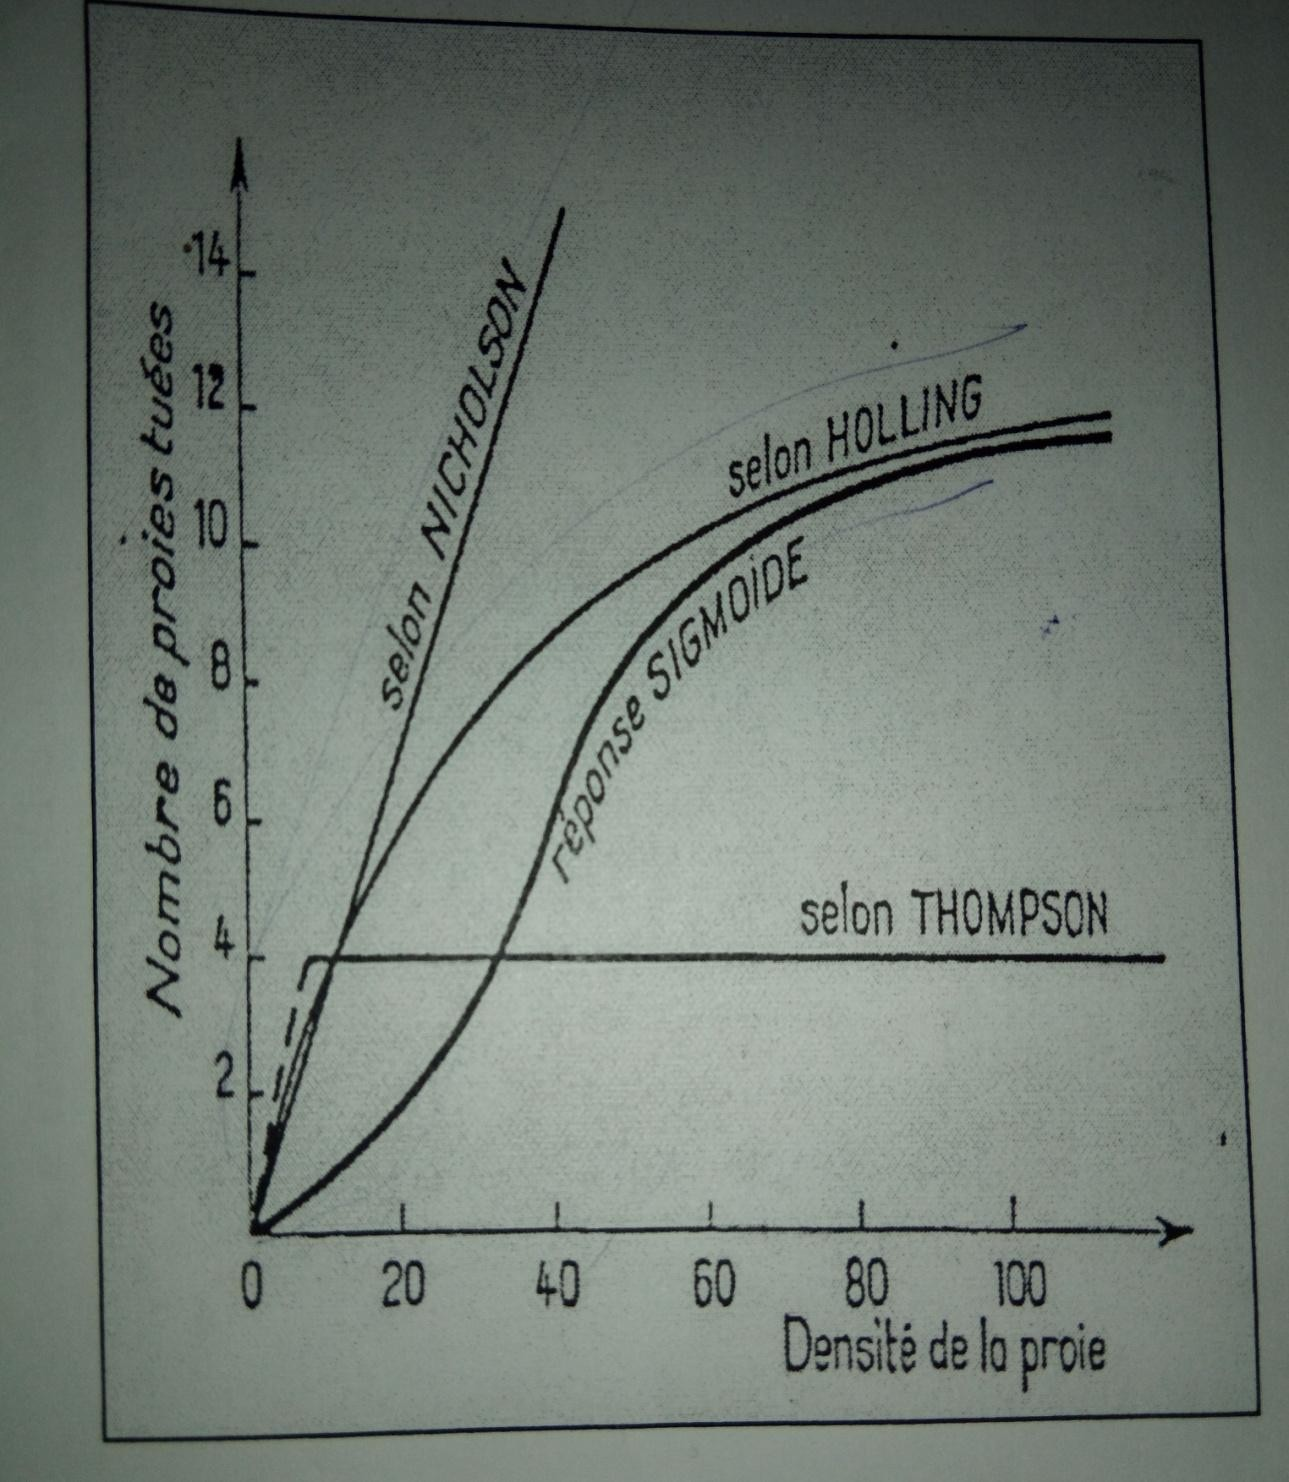 Nombre de proies tuées
14
12
10
8
6
4
2
selon NICHOLSON
selon HOLLING
réponse SIGMOÏDE
selon THOMPSON
0 20 40 60 80 100
Densité de la proie